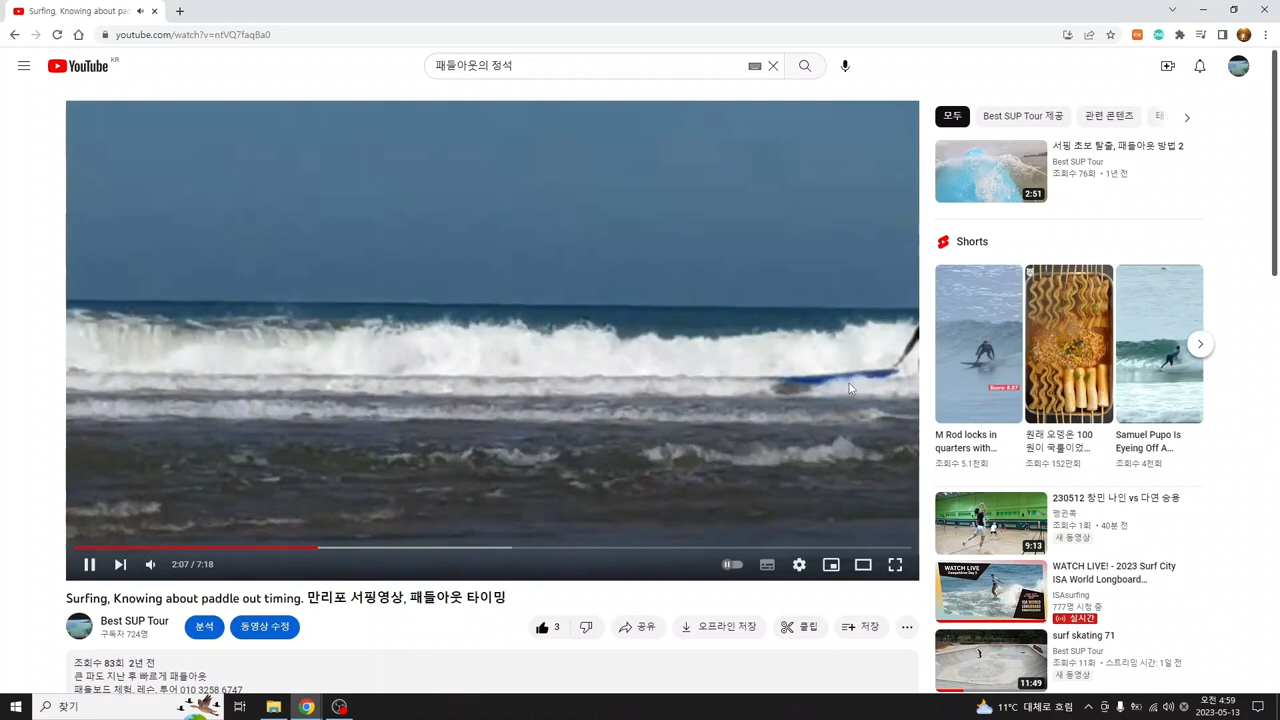 Surfing, Knowing about pac
youtube.com/watch?v=ntVQ7faqBa0
YouTube KR
패들아웃의 정석
모두
Best SUP Tour 제공
관련 콘텐츠
서핑 초보 탈출, 패들아웃 방법 2
Best SUP Tour
조회수 76회 • 1년 전
2:51
Shorts
Score: 8.07
M Rod locks in
quarters with...
조회수 5.1천회
원래 오뎅은 100
원이 국룰이었...
조회수 152만회
Samuel Pupo Is
Eyeing Off A...
조회수 4천회
230512 창민 나인 vs 다연 승용
펭귄콕
조회수 1회 • 40분 전
새 동영상
9:13
WATCH LIVE! - 2023 Surf City
ISA World Longboard...
ISAsurfing
777명 시청 중
실시간
WATCH LIVE!
surf skating 71
Best SUP Tour
조회수 11회 • 스트리밍 시간: 1일 전
새 동영상
11:49
2:07 / 7:18
Surfing, Knowing about paddle out timing. 만리포 서핑영상, 패들아웃 타이밍
Best SUP Tour
구독자 724명
분석
동영상 수정
3
공유
오프라인 저장
클립
저장
조회수 83회 2년 전
큰 파도 지난 후 빠르게 패들아웃
패들보드 체험, 레슨, 투어 010 3258 6747
찾기
11°C 대체로 흐림
오전 4:59
2023-05-13